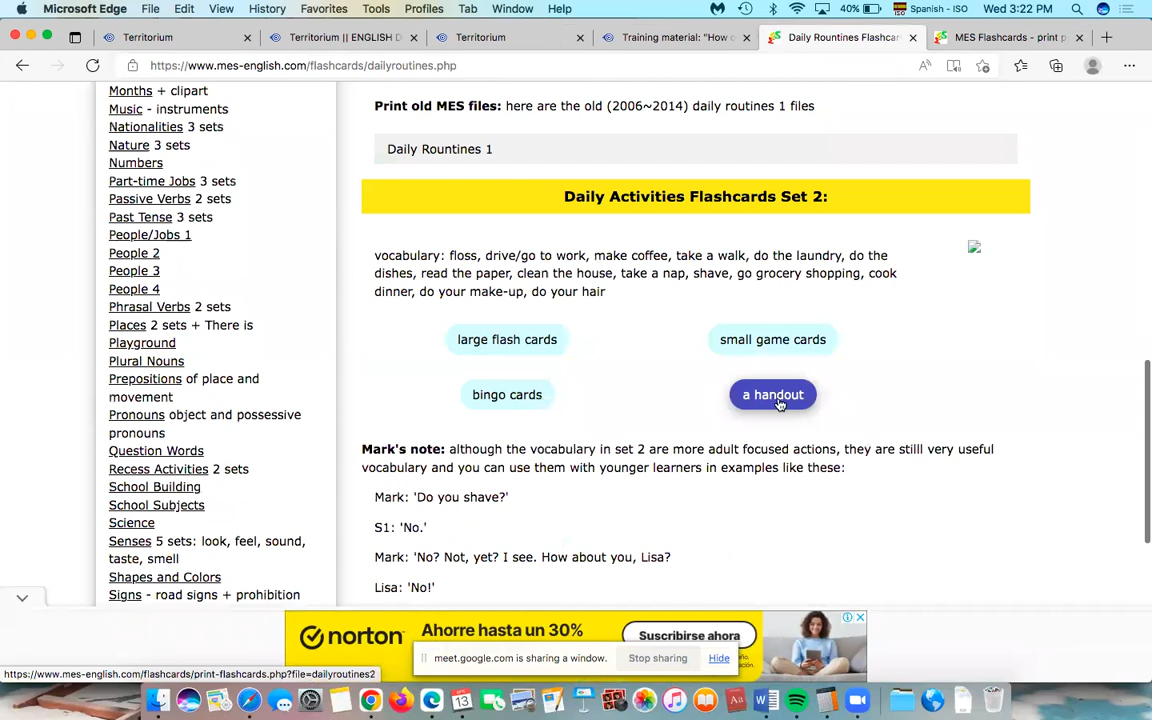 Microsoft Edge File Edit View History Favorites Tools Profiles Tab Window Help 40% Spanish - ISO Wed 3:22 PM
Territorium Territorium || ENGLISH D Territorium Training material: "How Daily Rountines Flashcar MES Flashcards - print p
https://www.mes-english.com/flashcards/dailyroutines.php
Months + clipart
Music - instruments
Nationalities 3 sets
Nature 3 sets
Numbers
Part-time Jobs 3 sets
Passive Verbs 2 sets
Past Tense 3 sets
People/Jobs 1
People 2
People 3
People 4
Phrasal Verbs 2 sets
Places 2 sets + There is
Playground
Plural Nouns
Prepositions of place and
movement
Pronouns object and possessive
pronouns
Question Words
Recess Activities 2 sets
School Building
School Subjects
Science
Senses 5 sets: look, feel, sound,
taste, smell
Shapes and Colors
Signs - road signs + prohibition
Print old MES files: here are the old (2006~2014) daily routines 1 files
Daily Rountines 1
Daily Activities Flashcards Set 2:
vocabulary: floss, drive/go to work, make coffee, take a walk, do the laundry, do the
dishes, read the paper, clean the house, take a nap, shave, go grocery shopping, cook
dinner, do your make-up, do your hair
large flash cards small game cards
bingo cards a handout
Mark's note: although the vocabulary in set 2 are more adult focused actions, they are stilll very useful
vocabulary and you can use them with younger learners in examples like these:
Mark: 'Do you shave?'
S1: 'No.'
Mark: 'No? Not, yet? I see. How about you, Lisa?
Lisa: 'No!'
norton Ahorre hasta un 30% Suscribirse ahora
meet.google.com is sharing a window. Stop sharing Hide
https://www.mes-english.com/flashcards/print-flashcards.php?file=dailyroutines2
13